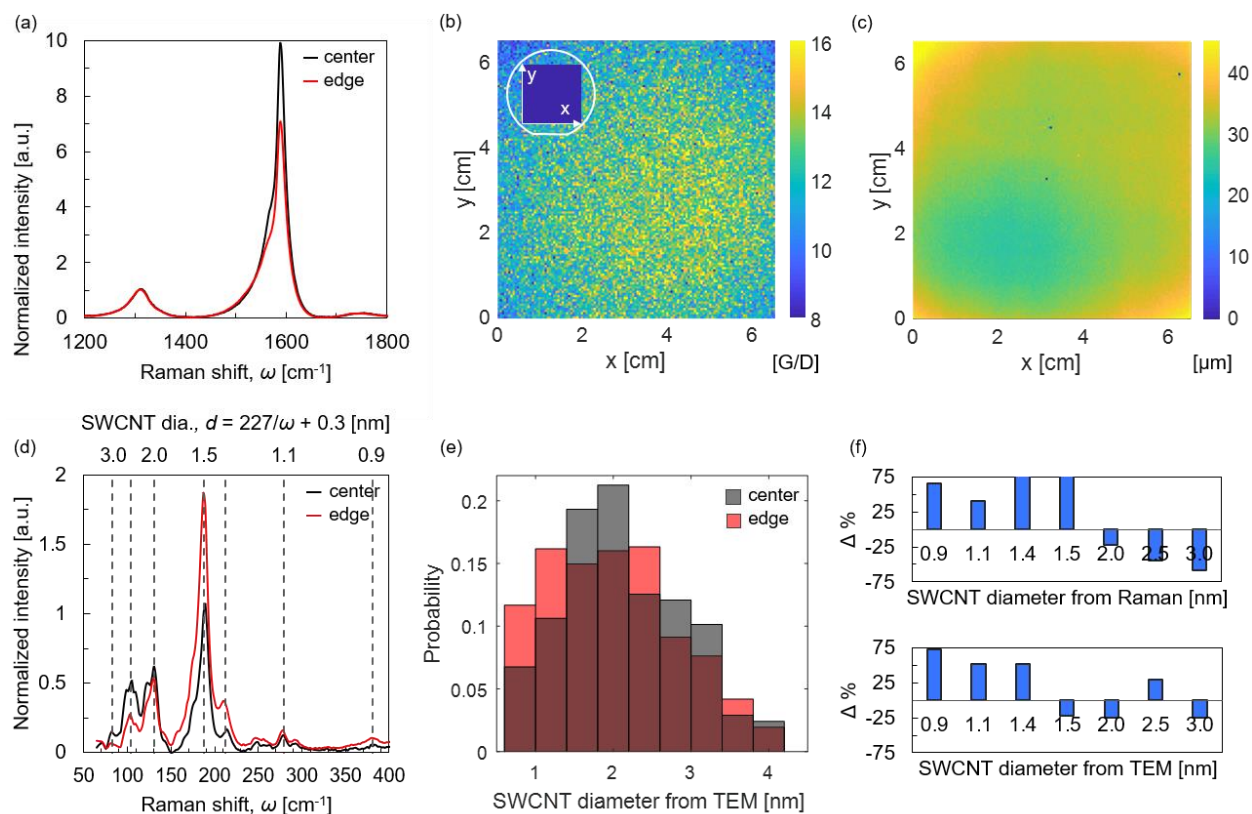 (a)
10
8
6
4
2
0
Normalized intensity [a.u.]
center
edge
1200 1400 1600 1800
Raman shift, ω [cm⁻¹]
(b)
6
4
2
0
y [cm]
y
x
0 2 4 6
x [cm]
16
14
12
10
8
[G/D]
(c)
6
4
2
0
y [cm]
0 2 4 6
x [cm]
40
30
20
10
0
[μm]
SWCNT dia., d = 227/ω + 0.3 [nm]
(d)
3.0 2.0 1.5 1.1 0.9
2
1.5
1
0.5
0
Normalized intensity [a.u.]
center
edge
50 100 150 200 250 300 350 400
Raman shift, ω [cm⁻¹]
(e)
0.2
0.15
0.1
0.05
0
Probability
center
edge
1 2 3 4
SWCNT diameter from TEM [nm]
(f)
75
25
-25
-75
Δ %
0.9 1.1 1.4 1.5 2.0 2.5 3.0
SWCNT diameter from Raman [nm]
75
25
-25
-75
Δ %
0.9 1.1 1.4 1.5 2.0 2.5 3.0
SWCNT diameter from TEM [nm]